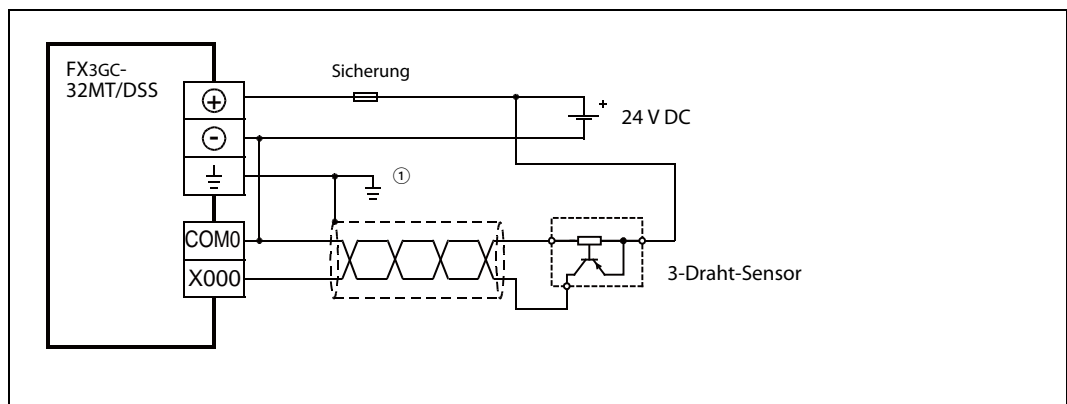 FX3GC-
32MT/DSS
Sicherung
+
24 V DC
+
-
①
COM0
X000
3-Draht-Sensor